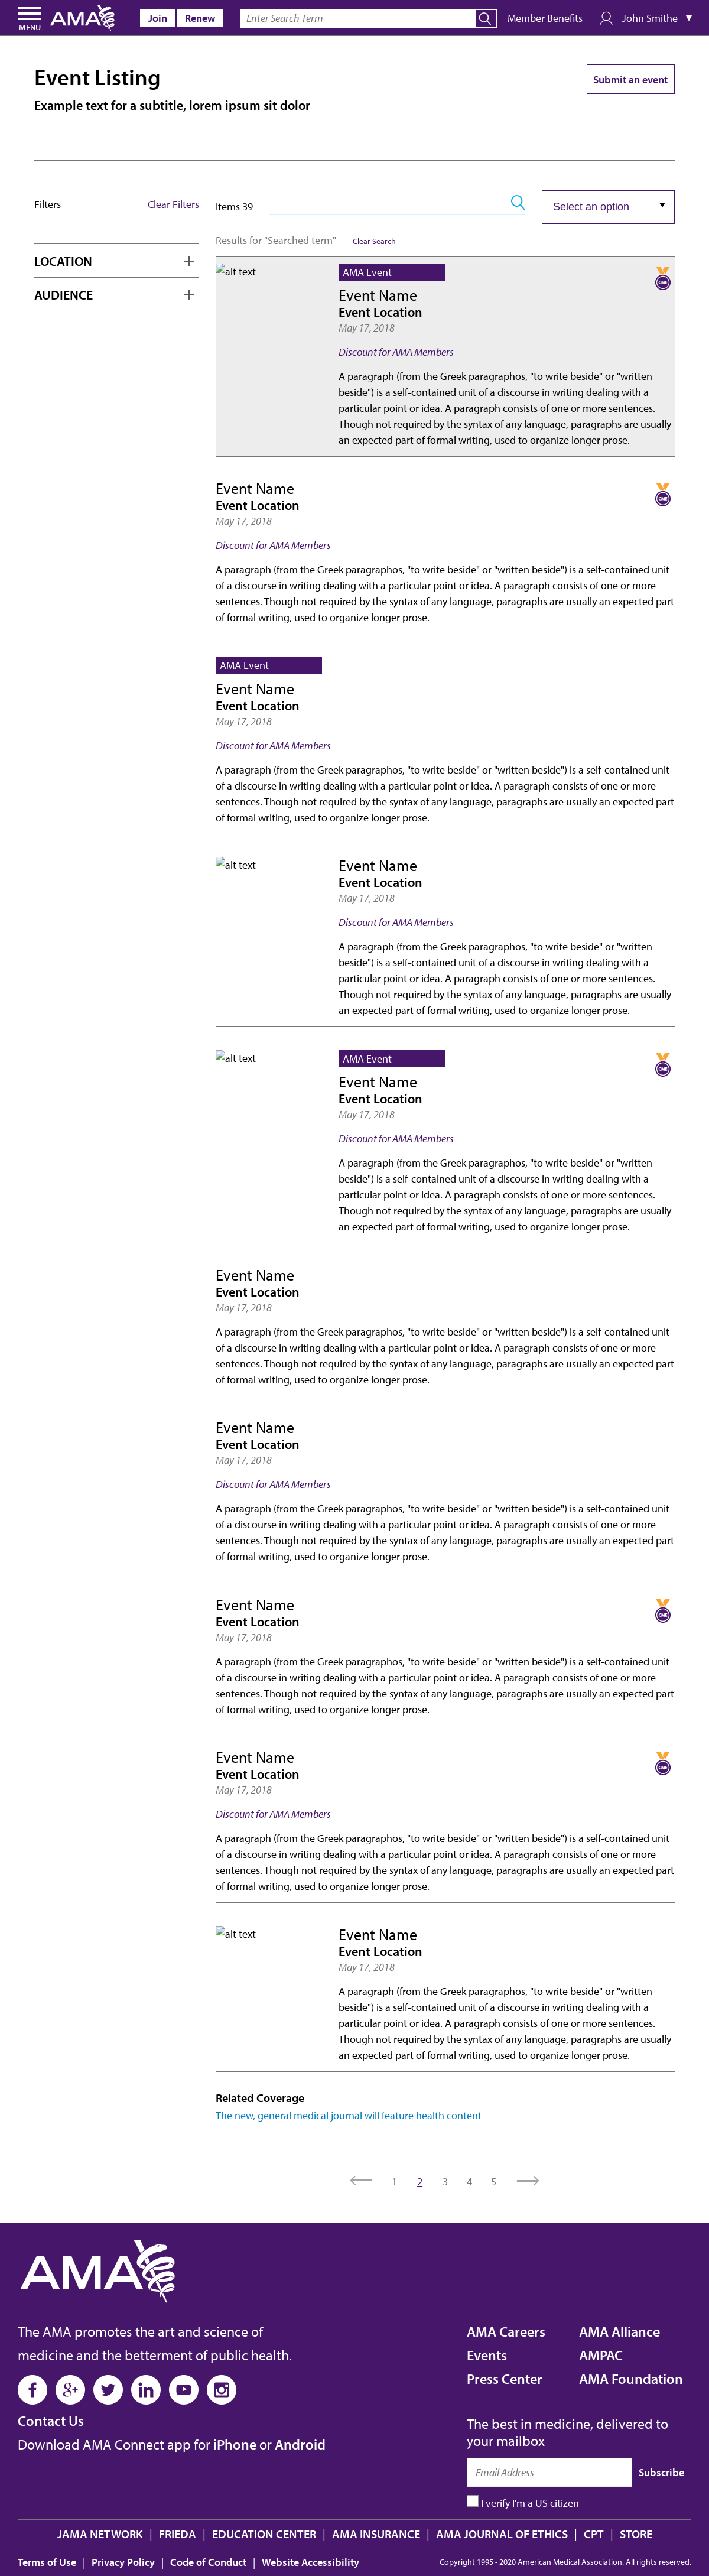 MENU
AMA
Join
Renew
Enter Search Term
Member Benefits
John Smithe ▼
Event Listing
Submit an event
Example text for a subtitle, lorem ipsum sit dolor
Filters
Clear Filters
Items 39
Select an option
Results for "Searched term"
Clear Search
LOCATION
AUDIENCE
alt text
AMA Event
CME
Event Name
Event Location
May 17, 2018
Discount for AMA Members
A paragraph (from the Greek paragraphos, "to write beside" or "written
beside") is a self-contained unit of a discourse in writing dealing with a
particular point or idea. A paragraph consists of one or more sentences.
Though not required by the syntax of any language, paragraphs are usually
an expected part of formal writing, used to organize longer prose.
Event Name
CME
Event Location
May 17, 2018
Discount for AMA Members
A paragraph (from the Greek paragraphos, "to write beside" or "written beside") is a self-contained unit
of a discourse in writing dealing with a particular point or idea. A paragraph consists of one or more
sentences. Though not required by the syntax of any language, paragraphs are usually an expected part
of formal writing, used to organize longer prose.
AMA Event
Event Name
Event Location
May 17, 2018
Discount for AMA Members
A paragraph (from the Greek paragraphos, "to write beside" or "written beside") is a self-contained unit
of a discourse in writing dealing with a particular point or idea. A paragraph consists of one or more
sentences. Though not required by the syntax of any language, paragraphs are usually an expected part
of formal writing, used to organize longer prose.
alt text
Event Name
Event Location
May 17, 2018
Discount for AMA Members
A paragraph (from the Greek paragraphos, "to write beside" or "written
beside") is a self-contained unit of a discourse in writing dealing with a
particular point or idea. A paragraph consists of one or more sentences.
Though not required by the syntax of any language, paragraphs are usually
an expected part of formal writing, used to organize longer prose.
alt text
AMA Event
CME
Event Name
Event Location
May 17, 2018
Discount for AMA Members
A paragraph (from the Greek paragraphos, "to write beside" or "written
beside") is a self-contained unit of a discourse in writing dealing with a
particular point or idea. A paragraph consists of one or more sentences.
Though not required by the syntax of any language, paragraphs are usually
an expected part of formal writing, used to organize longer prose.
Event Name
Event Location
May 17, 2018
A paragraph (from the Greek paragraphos, "to write beside" or "written beside") is a self-contained unit
of a discourse in writing dealing with a particular point or idea. A paragraph consists of one or more
sentences. Though not required by the syntax of any language, paragraphs are usually an expected part
of formal writing, used to organize longer prose.
Event Name
Event Location
May 17, 2018
Discount for AMA Members
A paragraph (from the Greek paragraphos, "to write beside" or "written beside") is a self-contained unit
of a discourse in writing dealing with a particular point or idea. A paragraph consists of one or more
sentences. Though not required by the syntax of any language, paragraphs are usually an expected part
of formal writing, used to organize longer prose.
Event Name
CME
Event Location
May 17, 2018
A paragraph (from the Greek paragraphos, "to write beside" or "written beside") is a self-contained unit
of a discourse in writing dealing with a particular point or idea. A paragraph consists of one or more
sentences. Though not required by the syntax of any language, paragraphs are usually an expected part
of formal writing, used to organize longer prose.
Event Name
CME
Event Location
May 17, 2018
Discount for AMA Members
A paragraph (from the Greek paragraphos, "to write beside" or "written beside") is a self-contained unit
of a discourse in writing dealing with a particular point or idea. A paragraph consists of one or more
sentences. Though not required by the syntax of any language, paragraphs are usually an expected part
of formal writing, used to organize longer prose.
alt text
Event Name
Event Location
May 17, 2018
A paragraph (from the Greek paragraphos, "to write beside" or "written
beside") is a self-contained unit of a discourse in writing dealing with a
particular point or idea. A paragraph consists of one or more sentences.
Though not required by the syntax of any language, paragraphs are usually
an expected part of formal writing, used to organize longer prose.
Related Coverage
The new, general medical journal will feature health content
1 2 3 4 5
AMA
The AMA promotes the art and science of
medicine and the betterment of public health.
Contact Us
Download AMA Connect app for iPhone or Android
AMA Careers
Events
Press Center
AMA Alliance
AMPAC
AMA Foundation
The best in medicine, delivered to
your mailbox
Email Address
Subscribe
I verify I'm a US citizen
JAMA NETWORK | FRIEDA | EDUCATION CENTER | AMA INSURANCE | AMA JOURNAL OF ETHICS | CPT | STORE
Terms of Use | Privacy Policy | Code of Conduct | Website Accessibility
Copyright 1995 - 2020 American Medical Association. All rights reserved.